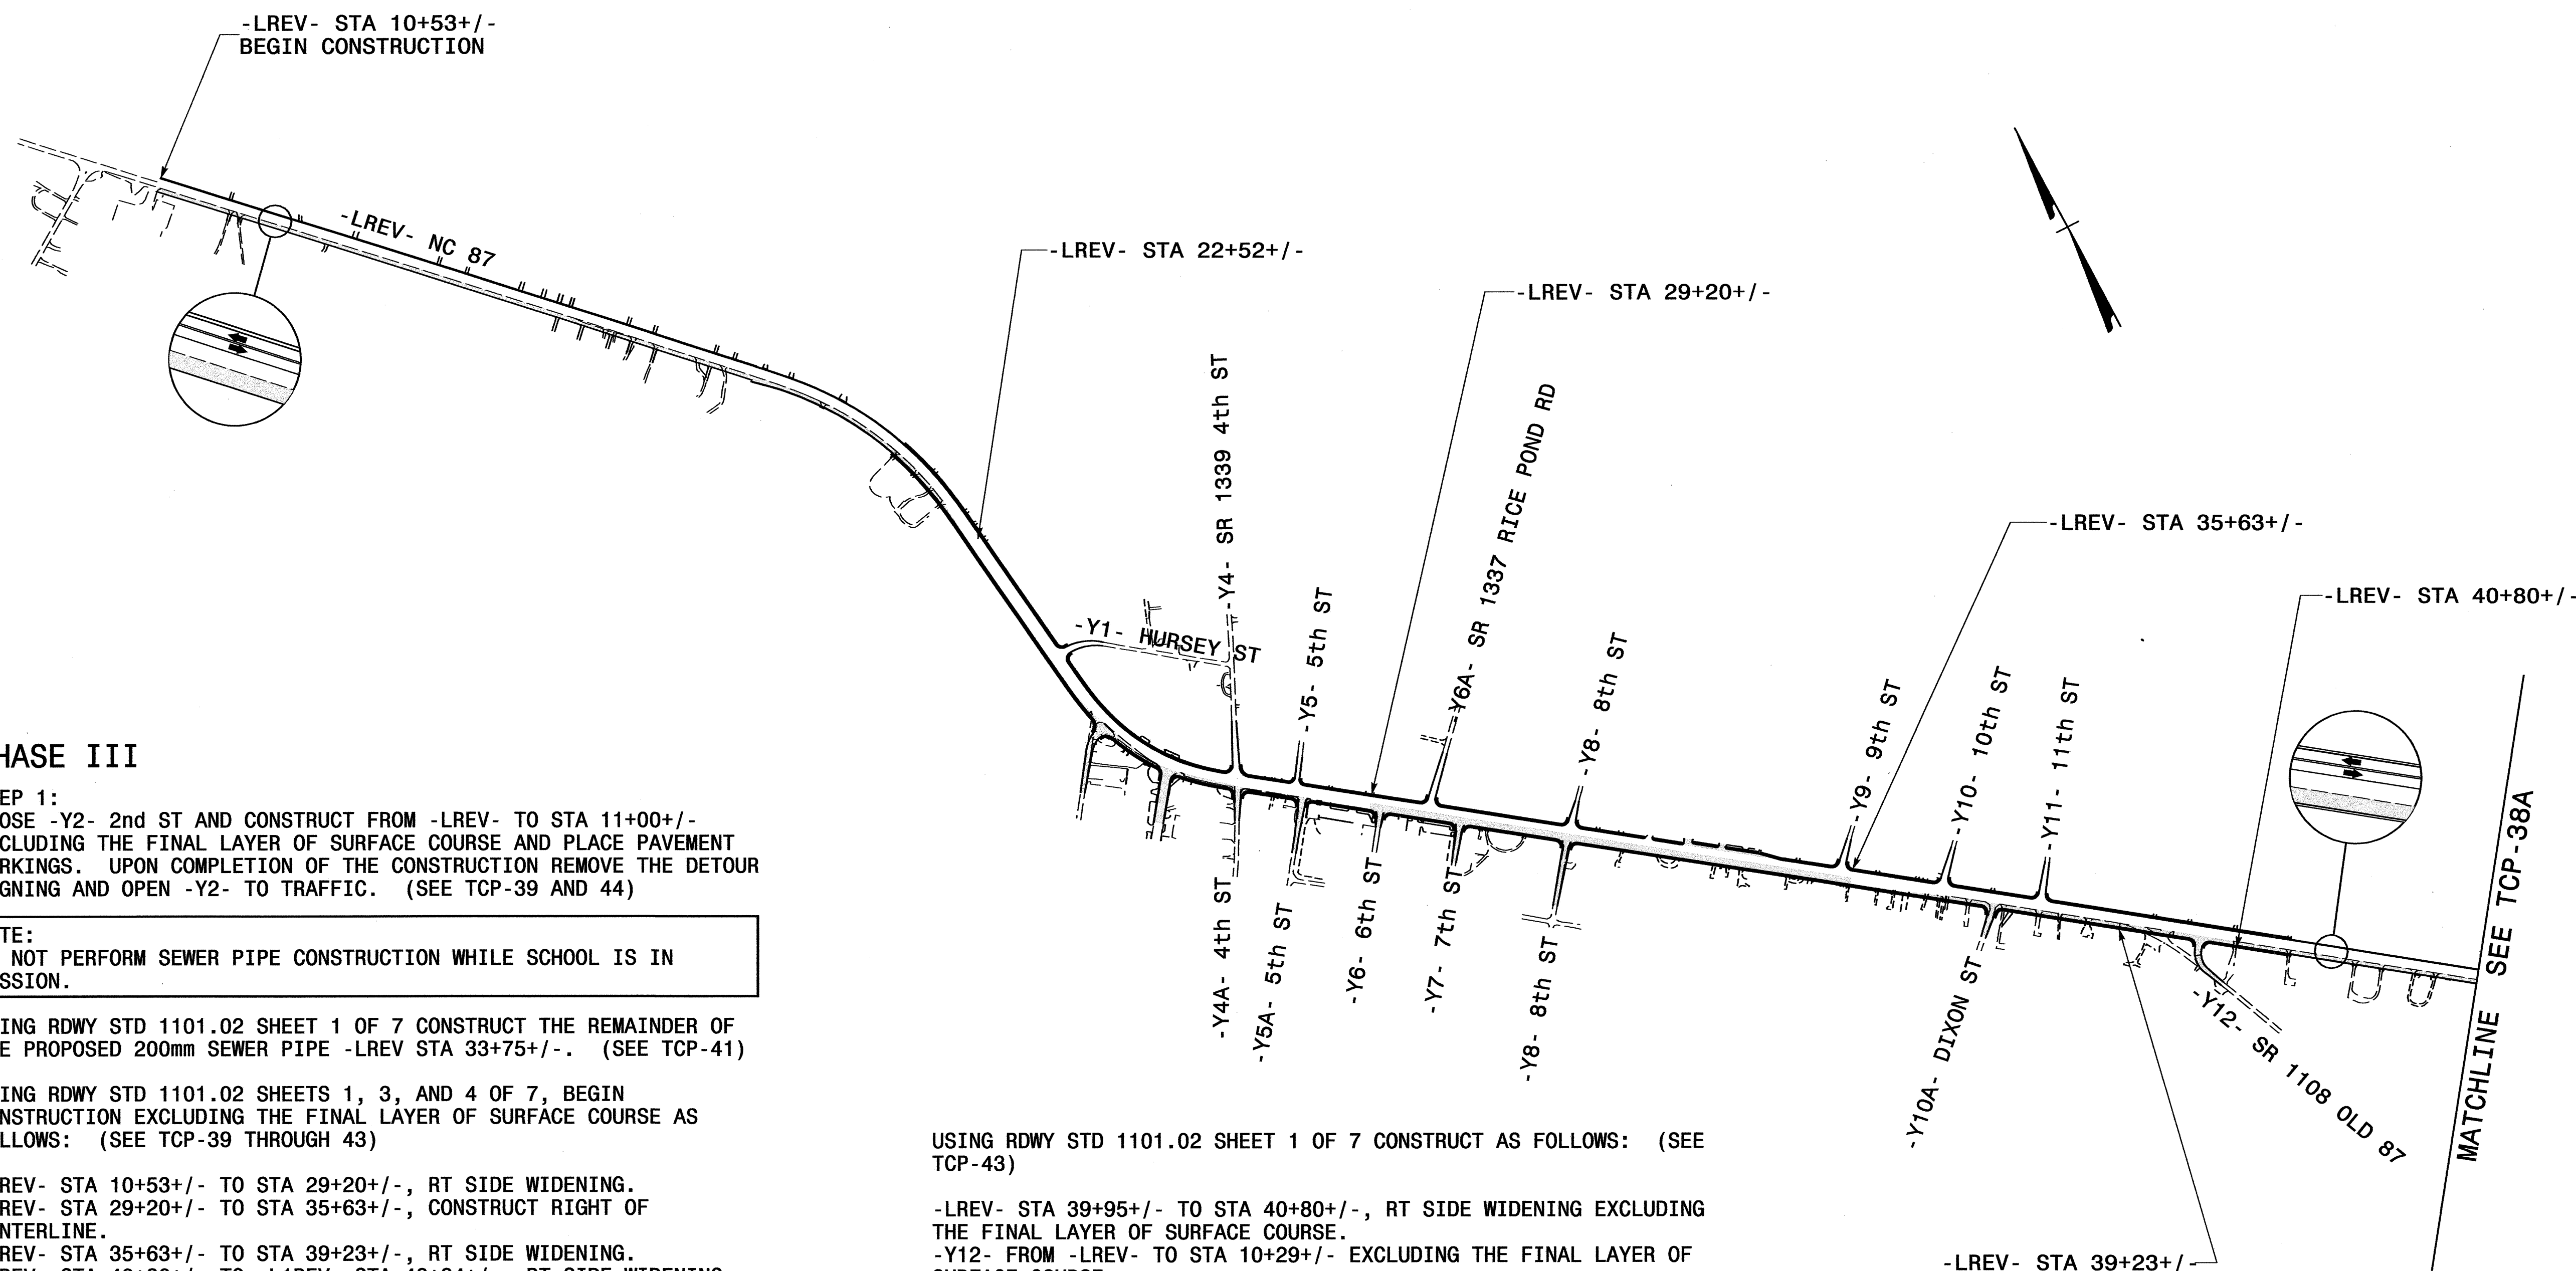 -LREV- STA 10+53+/-
BEGIN CONSTRUCTION
-LREV- NC 87
-LREV- STA 22+52+/-
-LREV- STA 29+20+/-
-LREV- STA 35+63+/-
-LREV- STA 40+80+/-
-Y1- HURSEY ST
-Y4- SR 1339 4th ST
-Y5- 5th ST
-Y6A- SR 1337 RICE POND RD
-Y8- 8th ST
-Y9- 9th ST
-Y10- 10th ST
-Y11- 11th ST
-Y4A- 4th ST
-Y5A- 5th ST
-Y6- 6th ST
-Y7- 7th ST
-Y8- 8th ST
-Y10A- DIXON ST
-Y12- SR 1108 OLD 87
MATCHLINE SEE TCP-38A
-LREV- STA 39+23+/-
HASE III
EP 1:
OSE -Y2- 2nd ST AND CONSTRUCT FROM -LREV- TO STA 11+00+/-
CLUDING THE FINAL LAYER OF SURFACE COURSE AND PLACE PAVEMENT
RKINGS. UPON COMPLETION OF THE CONSTRUCTION REMOVE THE DETOUR
GNING AND OPEN -Y2- TO TRAFFIC. (SEE TCP-39 AND 44)
TE:
NOT PERFORM SEWER PIPE CONSTRUCTION WHILE SCHOOL IS IN
SSION.
ING RDWY STD 1101.02 SHEET 1 OF 7 CONSTRUCT THE REMAINDER OF
E PROPOSED 200mm SEWER PIPE -LREV STA 33+75+/-. (SEE TCP-41)
ING RDWY STD 1101.02 SHEETS 1, 3, AND 4 OF 7, BEGIN
NSTRUCTION EXCLUDING THE FINAL LAYER OF SURFACE COURSE AS
LLOWS: (SEE TCP-39 THROUGH 43)
REV- STA 10+53+/- TO STA 29+20+/-, RT SIDE WIDENING.
REV- STA 29+20+/- TO STA 35+63+/-, CONSTRUCT RIGHT OF
NTERLINE.
REV- STA 35+63+/- TO STA 39+23+/-, RT SIDE WIDENING.
USING RDWY STD 1101.02 SHEET 1 OF 7 CONSTRUCT AS FOLLOWS: (SEE
TCP-43)
-LREV- STA 39+95+/- TO STA 40+80+/-, RT SIDE WIDENING EXCLUDING
THE FINAL LAYER OF SURFACE COURSE.
-Y12- FROM -LREV- TO STA 10+29+/- EXCLUDING THE FINAL LAYER OF